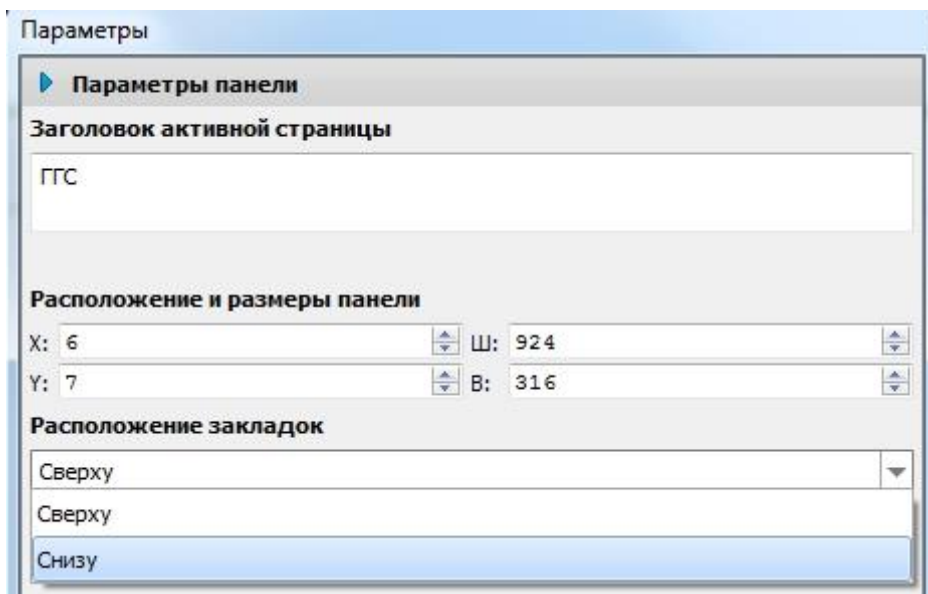 Параметры
Параметры панели
Заголовок активной страницы
ГГС
Расположение и размеры панели
X: 6 Ш: 924
Y: 7 В: 316
Расположение закладок
Сверху
Сверху
Снизу